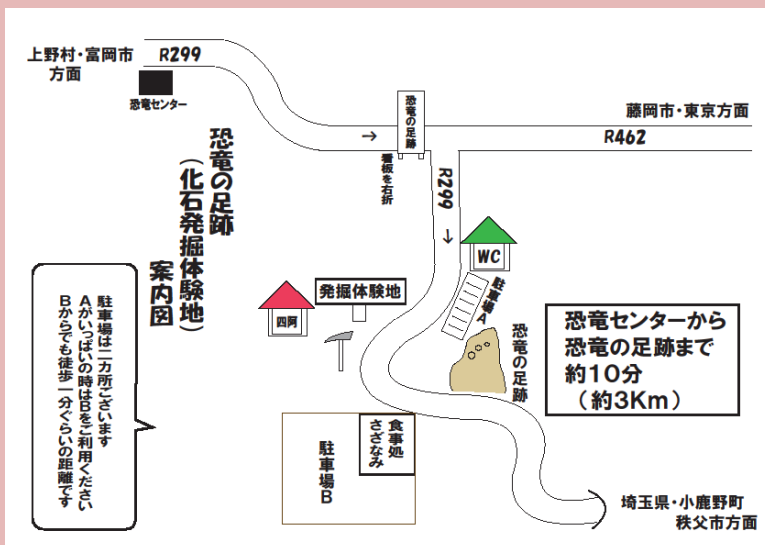 上野村・富岡市
方面
R299
恐竜センター
恐竜の足跡
看板を右折
→
藤岡市・東京方面
R462
R299
→
恐竜の足跡
(化石発掘体験地)
案内図
WC
駐車場A
発掘体験地
四阿
恐竜の足跡
恐竜センターから
恐竜の足跡まで
約10分
(約3Km)
駐車場は二カ所ございます
Aがいっぱいの時はBをご利用ください
Bからでも徒歩一分ぐらいの距離です
食事処
さざなみ
駐車場B
埼玉県・小鹿野町
秩父市方面